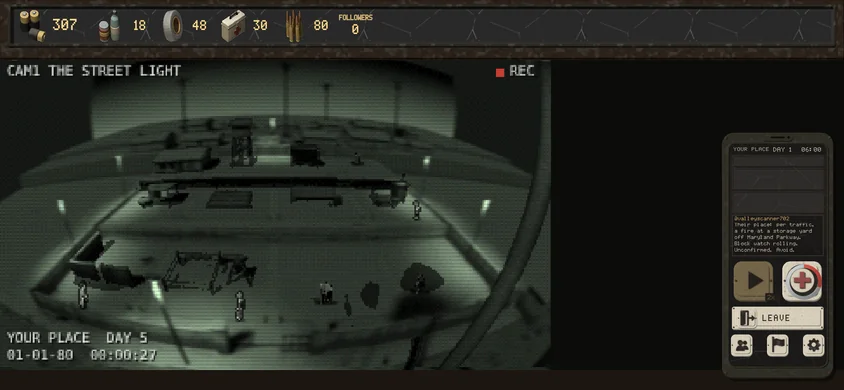 307 18 48 30 80 FOLLOWERS
0
CAM1 THE STREET LIGHT
REC
YOUR PLACE DAY 5
01-01-80 00:00:27
YOUR PLACE DAY 1 06:00
@valleyscanner702
Their place: per traffic,
a fire at a storage yard
off Maryland Parkway.
Block watch rolling.
Unconfirmed. Avoid.
LEAVE